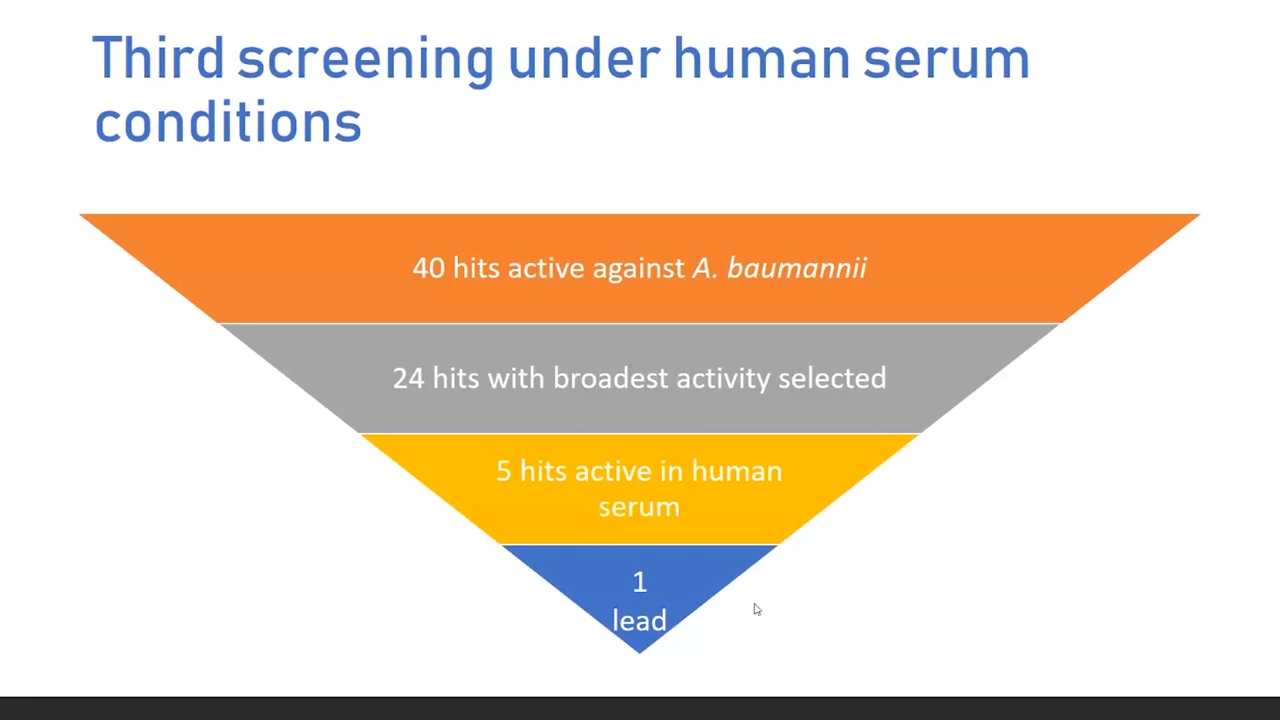 Third screening under human serum
conditions
40 hits active against A. baumannii
24 hits with broadest activity selected
5 hits active in human
serum
1
lead